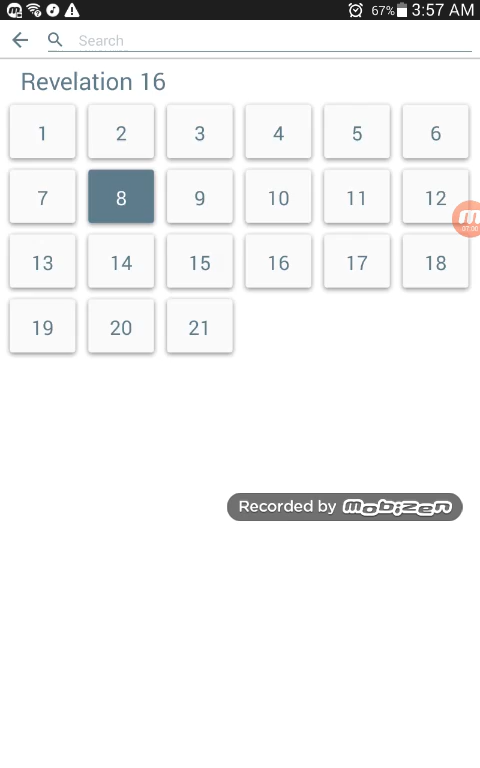 67% 3:57 AM
Search
Revelation 16
1 2 3 4 5 6
7 8 9 10 11 12
13 14 15 16 17 18
19 20 21
Recorded by mobizen